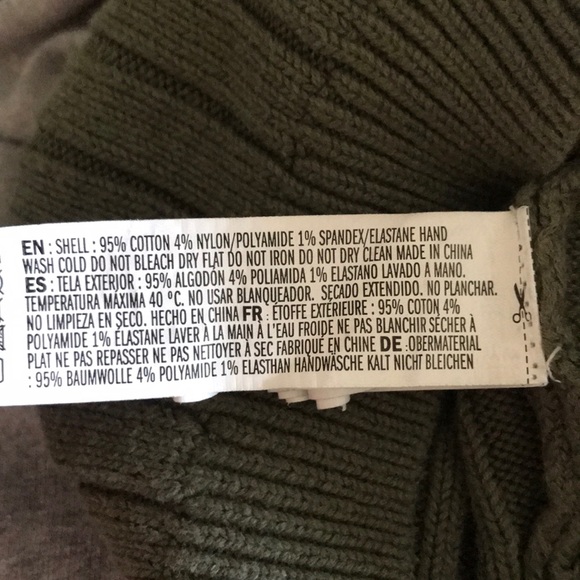 EN : SHELL : 95% COTTON 4% NYLON/POLYAMIDE 1% SPANDEX/ELASTANE HAND
WASH COLD DO NOT BLEACH DRY FLAT DO NOT IRON DO NOT DRY CLEAN MADE IN CHINA
ES : TELA EXTERIOR : 95% ALGODÓN 4% POLIAMIDA 1% ELASTANO LAVADO A MANO.
TEMPERATURA MÁXIMA 40 °C. NO USAR BLANQUEADOR. SECADO EXTENDIDO. NO PLANCHAR.
NO LIMPIEZA EN SECO. HECHO EN CHINA FR : ÉTOFFE EXTÉRIEURE : 95% COTON 4%
POLYAMIDE 1% ÉLASTANE LAVER À LA MAIN À L'EAU FROIDE NE PAS BLANCHIR SÉCHER À
PLAT NE PAS REPASSER NE PAS NETTOYER À SEC FABRIQUÉ EN CHINE DE :OBERMATERIAL
: 95% BAUMWOLLE 4% POLYAMIDE 1% ELASTHAN HANDWÄSCHE KALT NICHT BLEICHEN